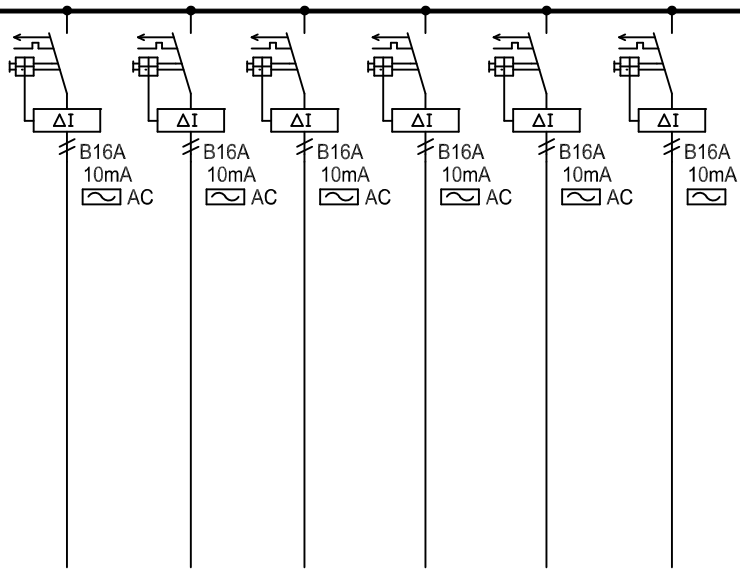 ΔI ΔI ΔI ΔI ΔI ΔI
B16A B16A B16A B16A B16A B16A
10mA 10mA 10mA 10mA 10mA 10mA
AC AC AC AC AC